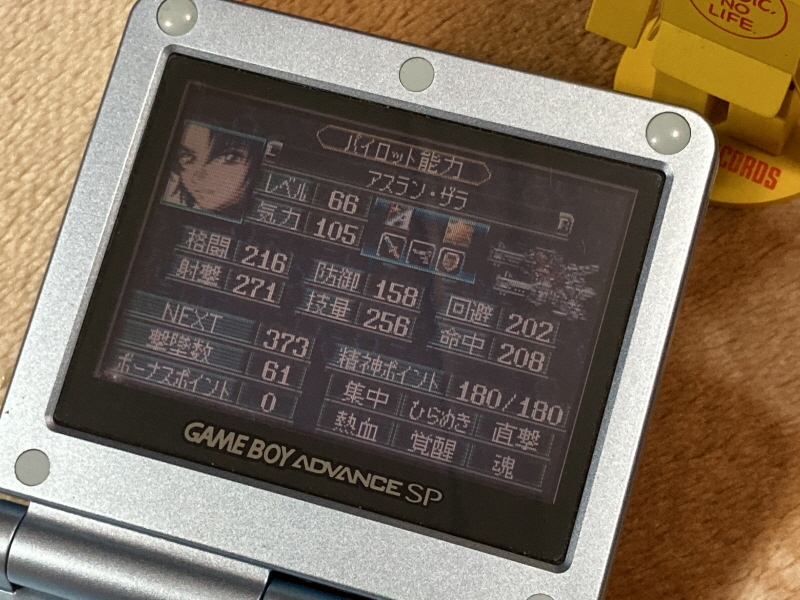 IC,
NO
LIFE.
CORDS
パイロット能力
アスラン・ザラ
レベル 66
気力 105
格闘 216 防御 158 回避 202
射撃 271 技量 256 命中 208
NEXT 373
撃墜数 61
ボーナスポイント 0
精神ポイント 180/180
集中 ひらめき 直撃
熱血 覚醒 魂
GAME BOY ADVANCE SP